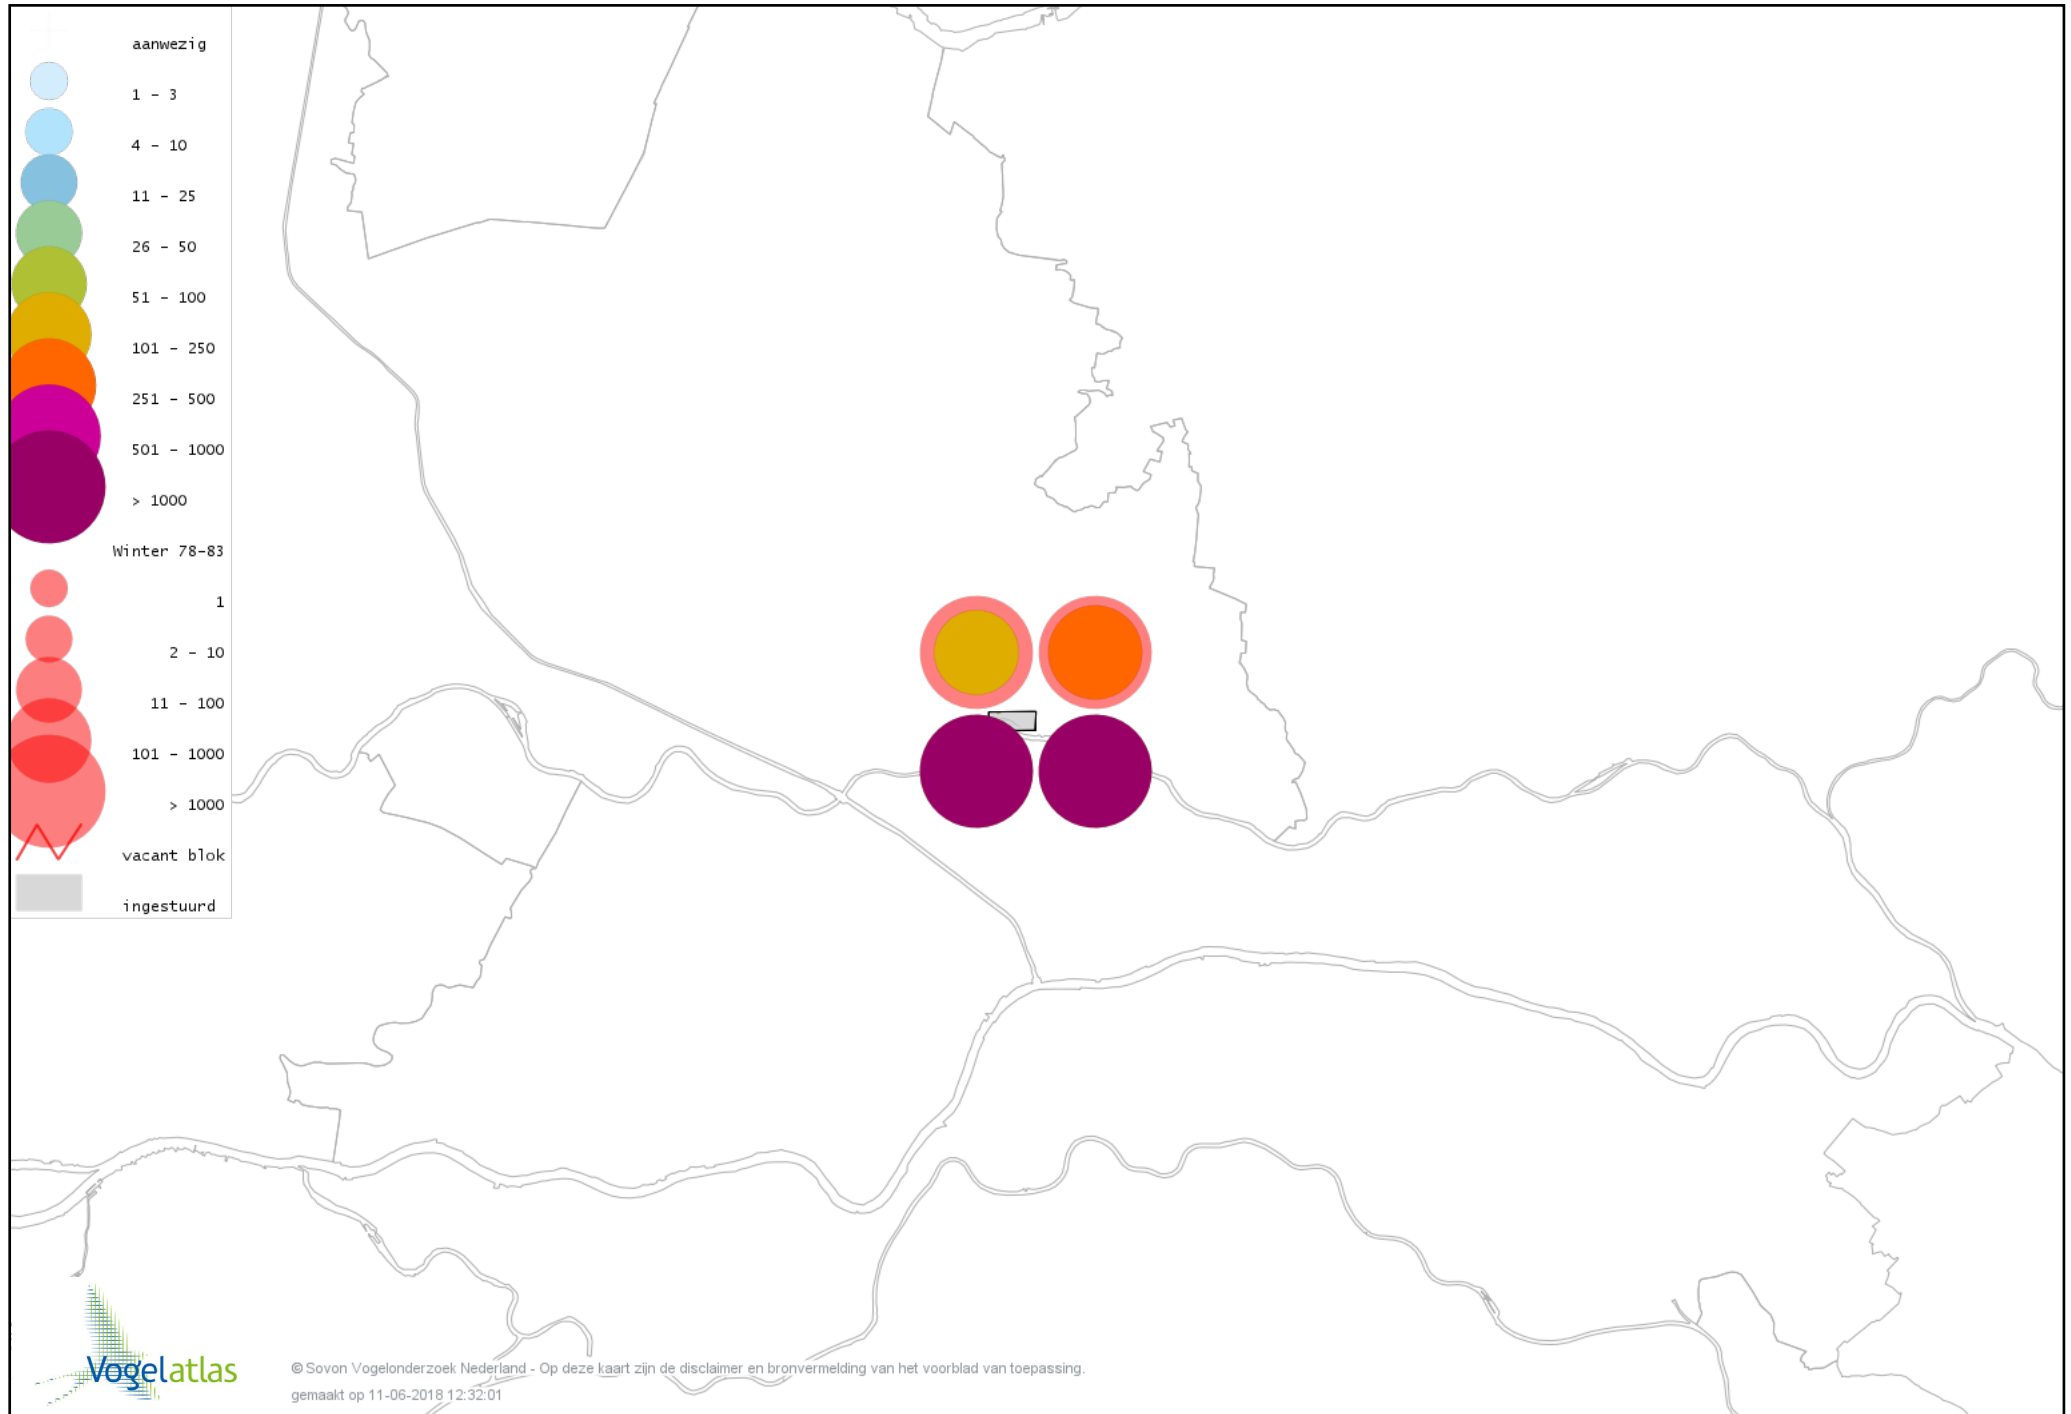 aanwezig
1 - 3
4 - 10
11 - 25
26 - 50
51 - 100
101 - 250
251 - 500
501 - 1000
> 1000
Winter 78-83
1
2 - 10
11 - 100
101 - 1000
> 1000
vacant blok
ingestuurd
Vogelatlas
© Sovon Vogelonderzoek Nederland - Op deze kaart zijn de disclaimer en bronvermelding van het voorblad van toepassing.
gemaakt op 11-06-2018 12:32:01